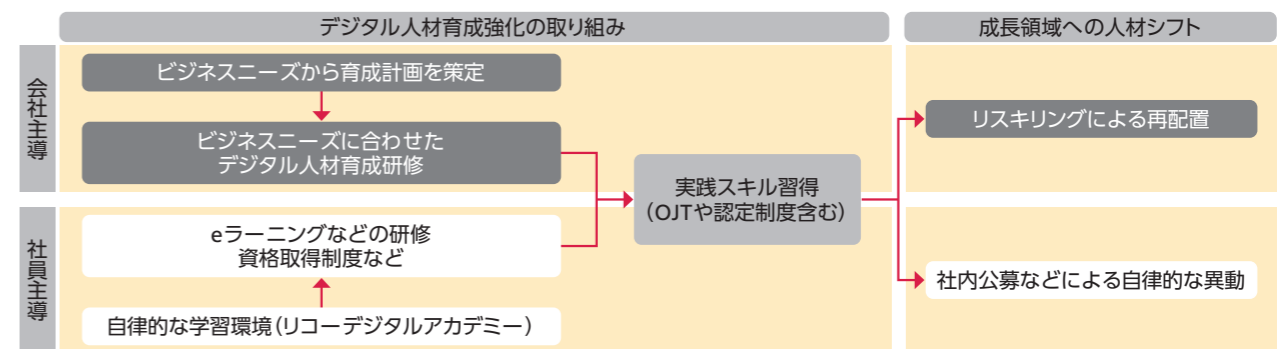 デジタル人材育成強化の取り組み
成長領域への人材シフト
会社主導
ビジネスニーズから育成計画を策定
ビジネスニーズに合わせた
デジタル人材育成研修
実践スキル習得
（OJTや認定制度含む）
リスキリングによる再配置
社員主導
eラーニングなどの研修
資格取得制度など
自律的な学習環境（リコーデジタルアカデミー）
社内公募などによる自律的な異動